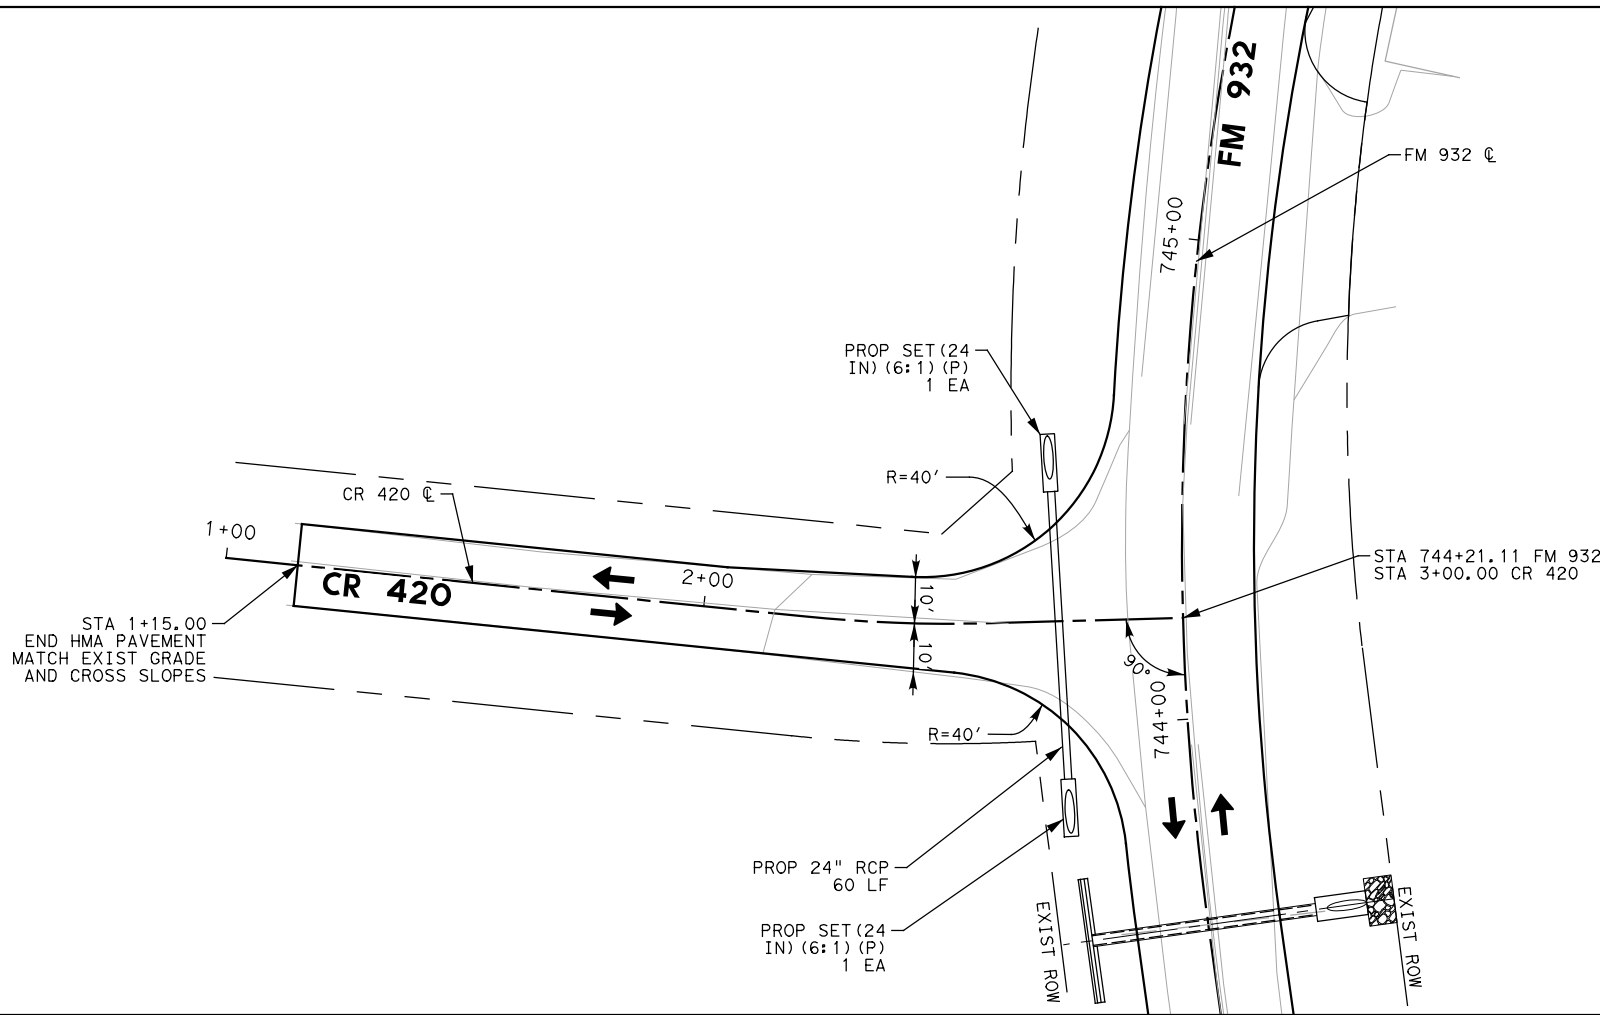 FM 932
FM 932 ℄
745+00
PROP SET(24
IN)(6:1)(P)
1 EA
R=40'
CR 420 ℄
1+00
2+00
CR 420
10'
10'
STA 744+21.11 FM 932
STA 3+00.00 CR 420
STA 1+15.00
END HMA PAVEMENT
MATCH EXIST GRADE
AND CROSS SLOPES
90°
744+00
R=40'
PROP 24" RCP
60 LF
PROP SET(24
IN)(6:1)(P)
1 EA
EXIST ROW
EXIST ROW